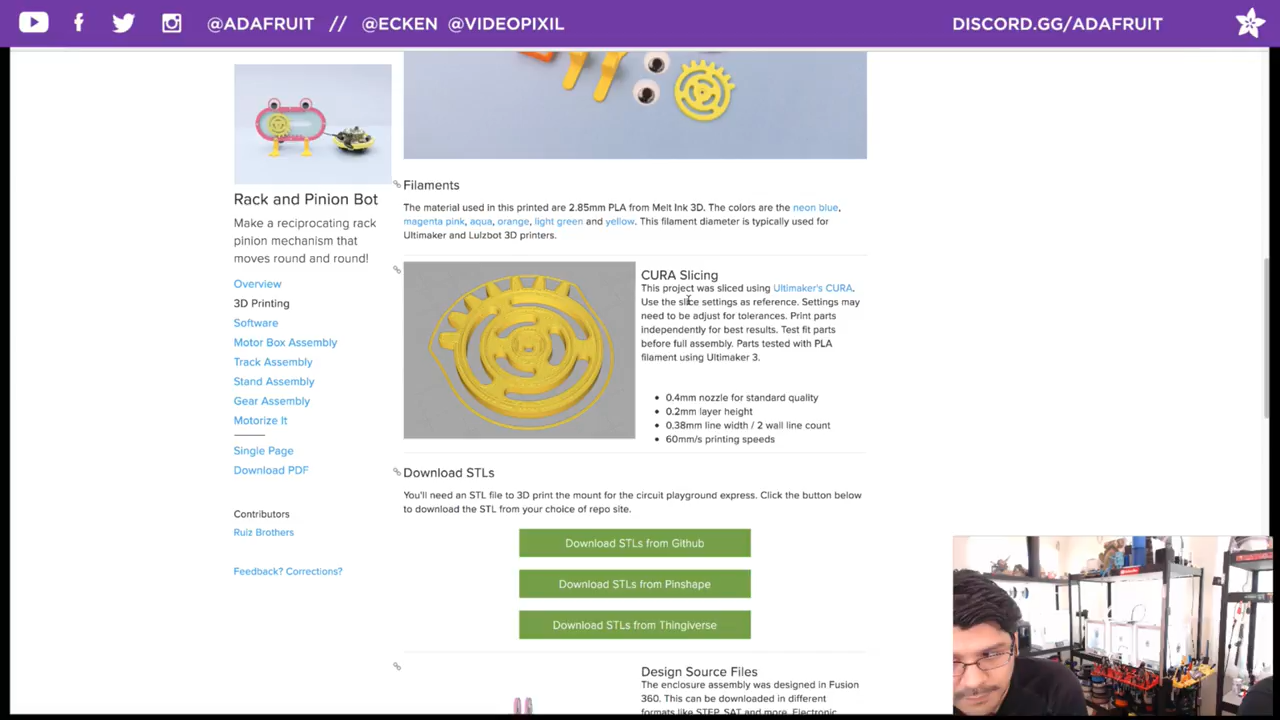 @ADAFRUIT // @ECKEN @VIDEOPIXIL
DISCORD.GG/ADAFRUIT
Rack and Pinion Bot
Make a reciprocating rack
pinion mechanism that
moves round and round!
Overview
3D Printing
Software
Motor Box Assembly
Track Assembly
Stand Assembly
Gear Assembly
Motorize It
Single Page
Download PDF
Contributors
Ruiz Brothers
Feedback? Corrections?
Filaments
The material used in this printed are 2.85mm PLA from Melt Ink 3D. The colors are the neon blue,
magenta pink, aqua, orange, light green and yellow. This filament diameter is typically used for
Ultimaker and Lulzbot 3D printers.
CURA Slicing
This project was sliced using Ultimaker's CURA.
Use the slice settings as reference. Settings may
need to be adjust for tolerances. Print parts
independently for best results. Test fit parts
before full assembly. Parts tested with PLA
filament using Ultimaker 3.
0.4mm nozzle for standard quality
0.2mm layer height
0.38mm line width / 2 wall line count
60mm/s printing speeds
Download STLs
You'll need an STL file to 3D print the mount for the circuit playground express. Click the button below
to download the STL from your choice of repo site.
Download STLs from Github
Download STLs from Pinshape
Download STLs from Thingiverse
Design Source Files
The enclosure assembly was designed in Fusion
360. This can be downloaded in different
formats like STEP, SAT and more. Electronic